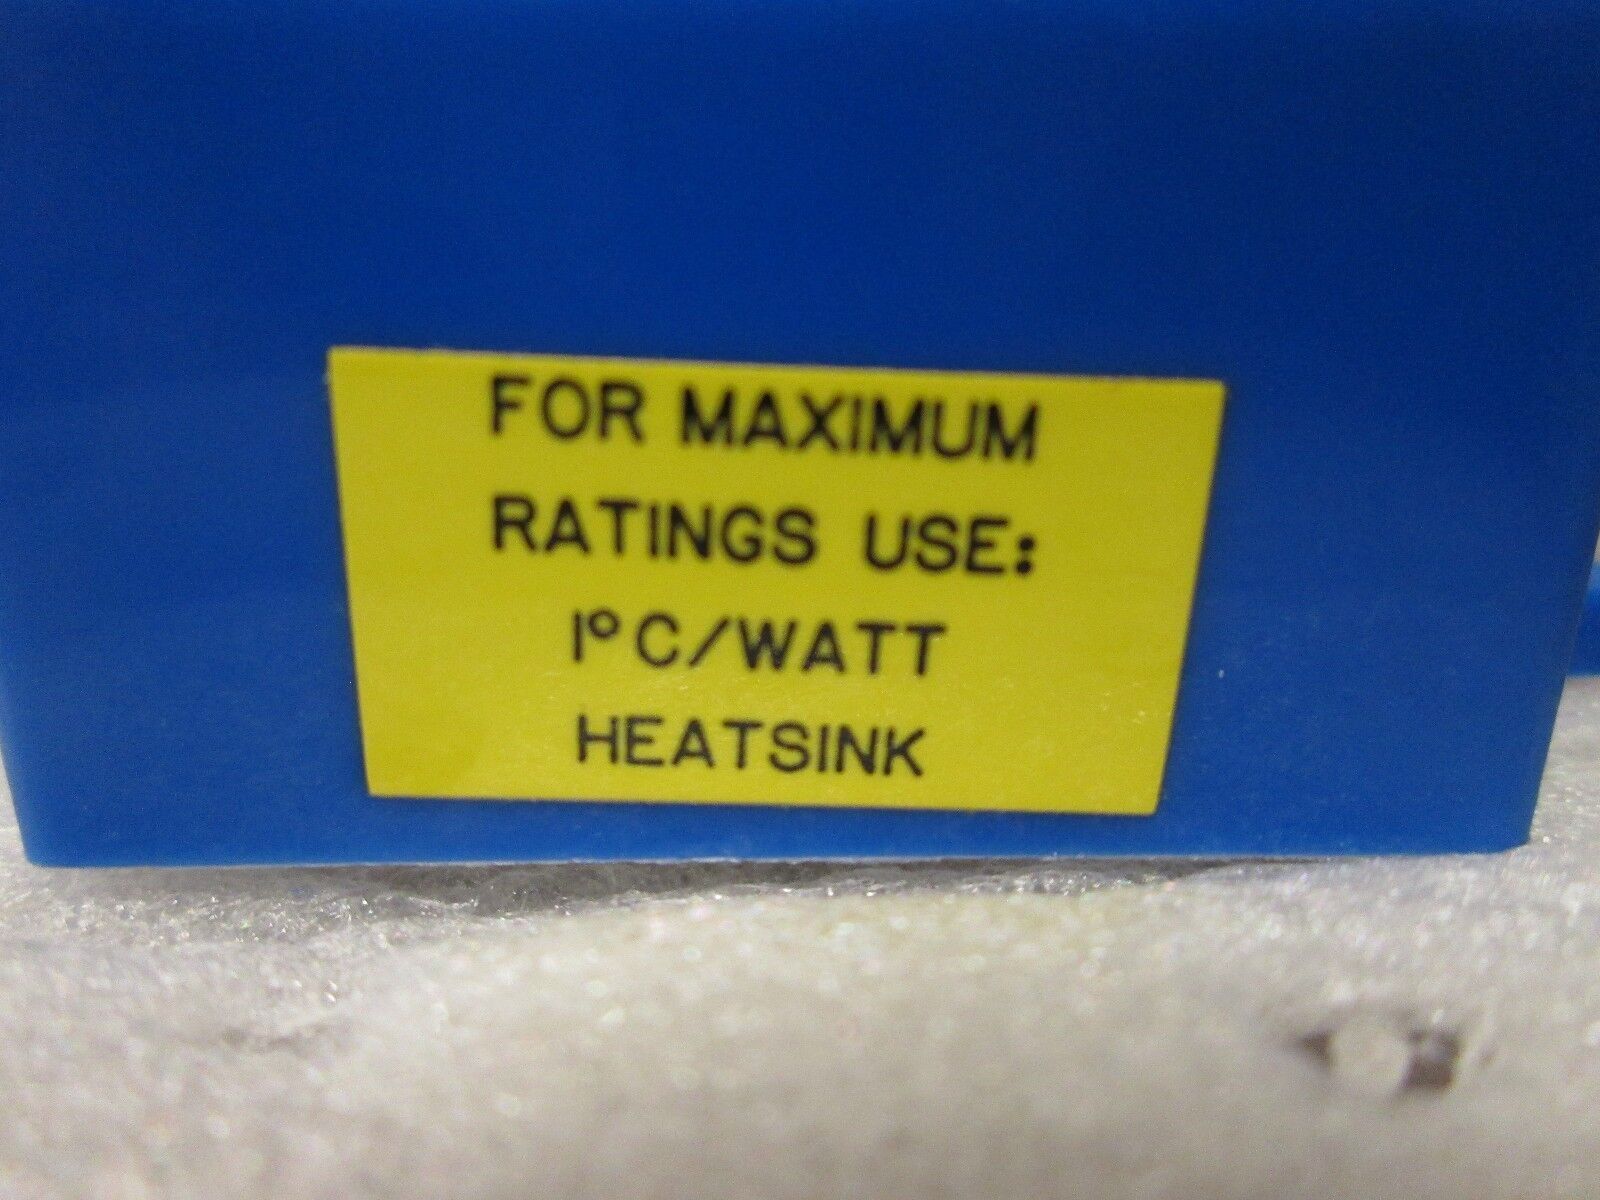 FOR MAXIMUM
RATINGS USE:
1° C/WATT
HEATSINK